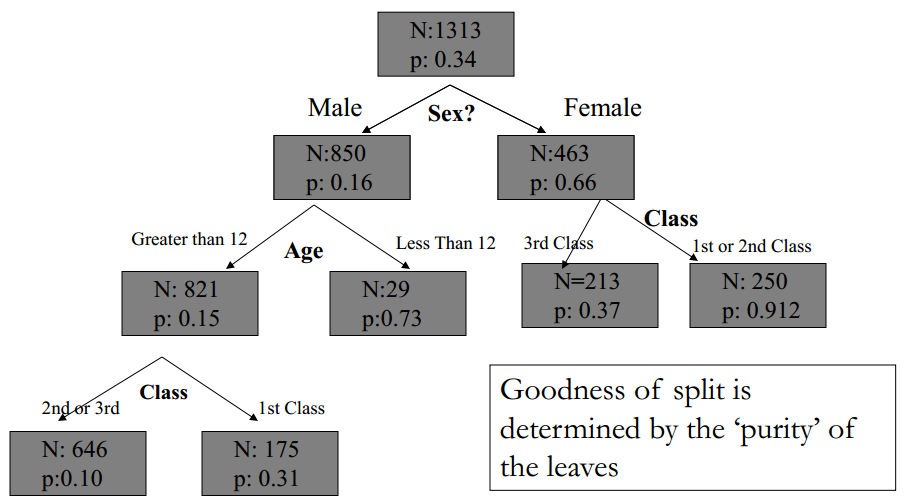 N:1313
p: 0.34
Male
Sex?
Female
N:850
p: 0.16
N:463
p: 0.66
Greater than 12
Age
Less Than 12
3rd Class
Class
1st or 2nd Class
N: 821
p: 0.15
N:29
p:0.73
N=213
p: 0.37
N: 250
p: 0.912
2nd or 3rd
Class
1st Class
N: 646
p:0.10
N: 175
p: 0.31
Goodness of split is
determined by the ‘purity’ of
the leaves